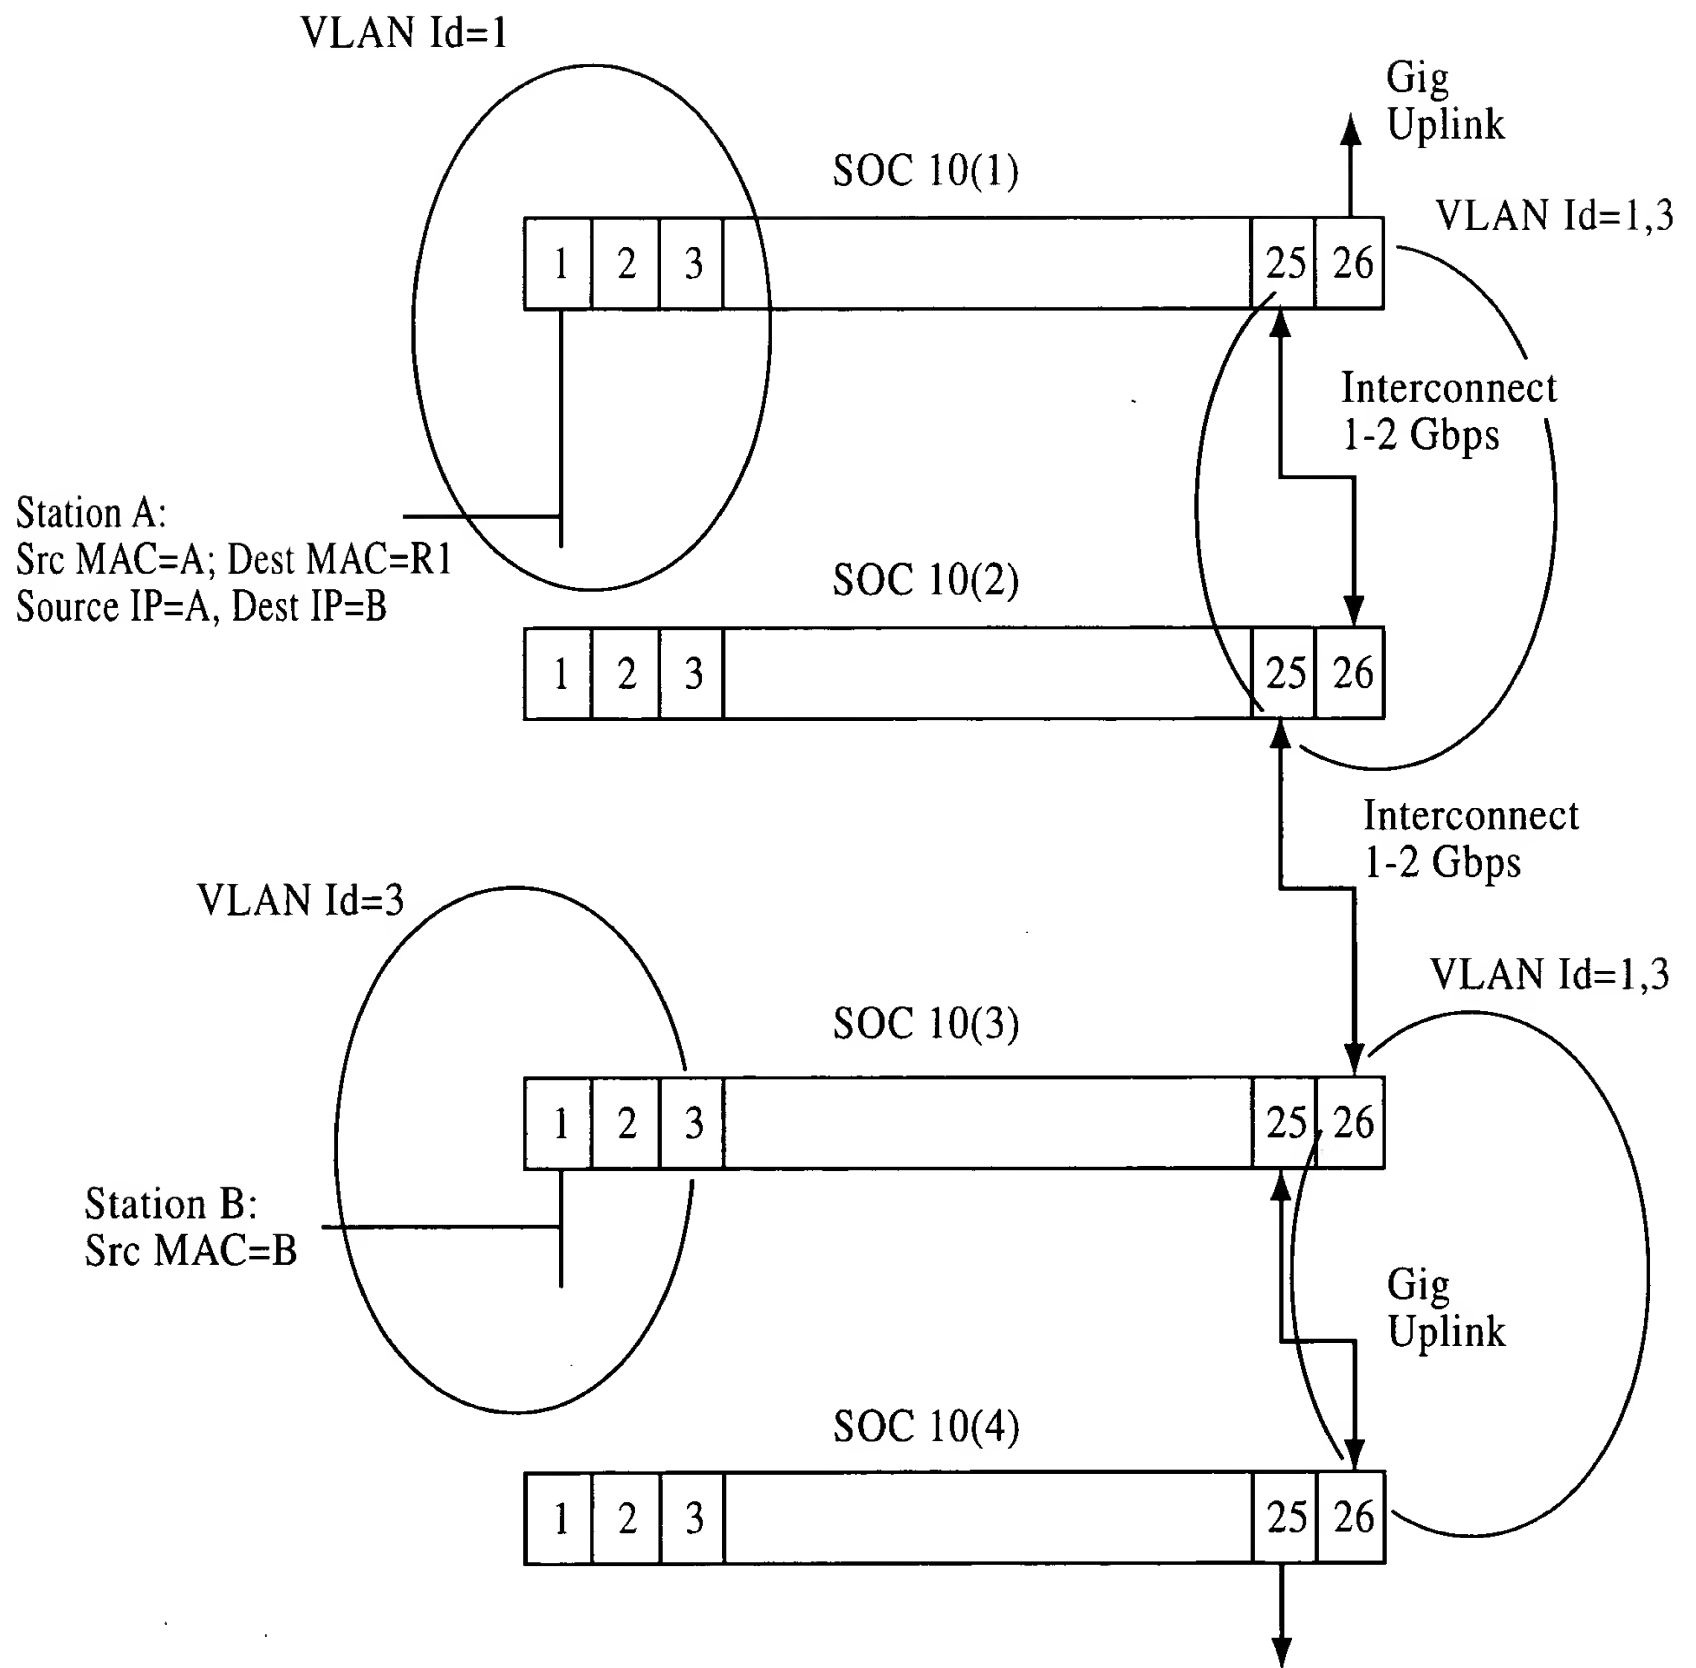 VLAN Id=1
Gig
Uplink
SOC 10(1)
VLAN Id=1,3
1 2 3 25 26
Interconnect
1-2 Gbps
Station A:
Src MAC=A; Dest MAC=R1
Source IP=A, Dest IP=B
SOC 10(2)
1 2 3 25 26
Interconnect
1-2 Gbps
VLAN Id=3
VLAN Id=1,3
SOC 10(3)
1 2 3 25 26
Station B:
Src MAC=B
Gig
Uplink
SOC 10(4)
1 2 3 25 26